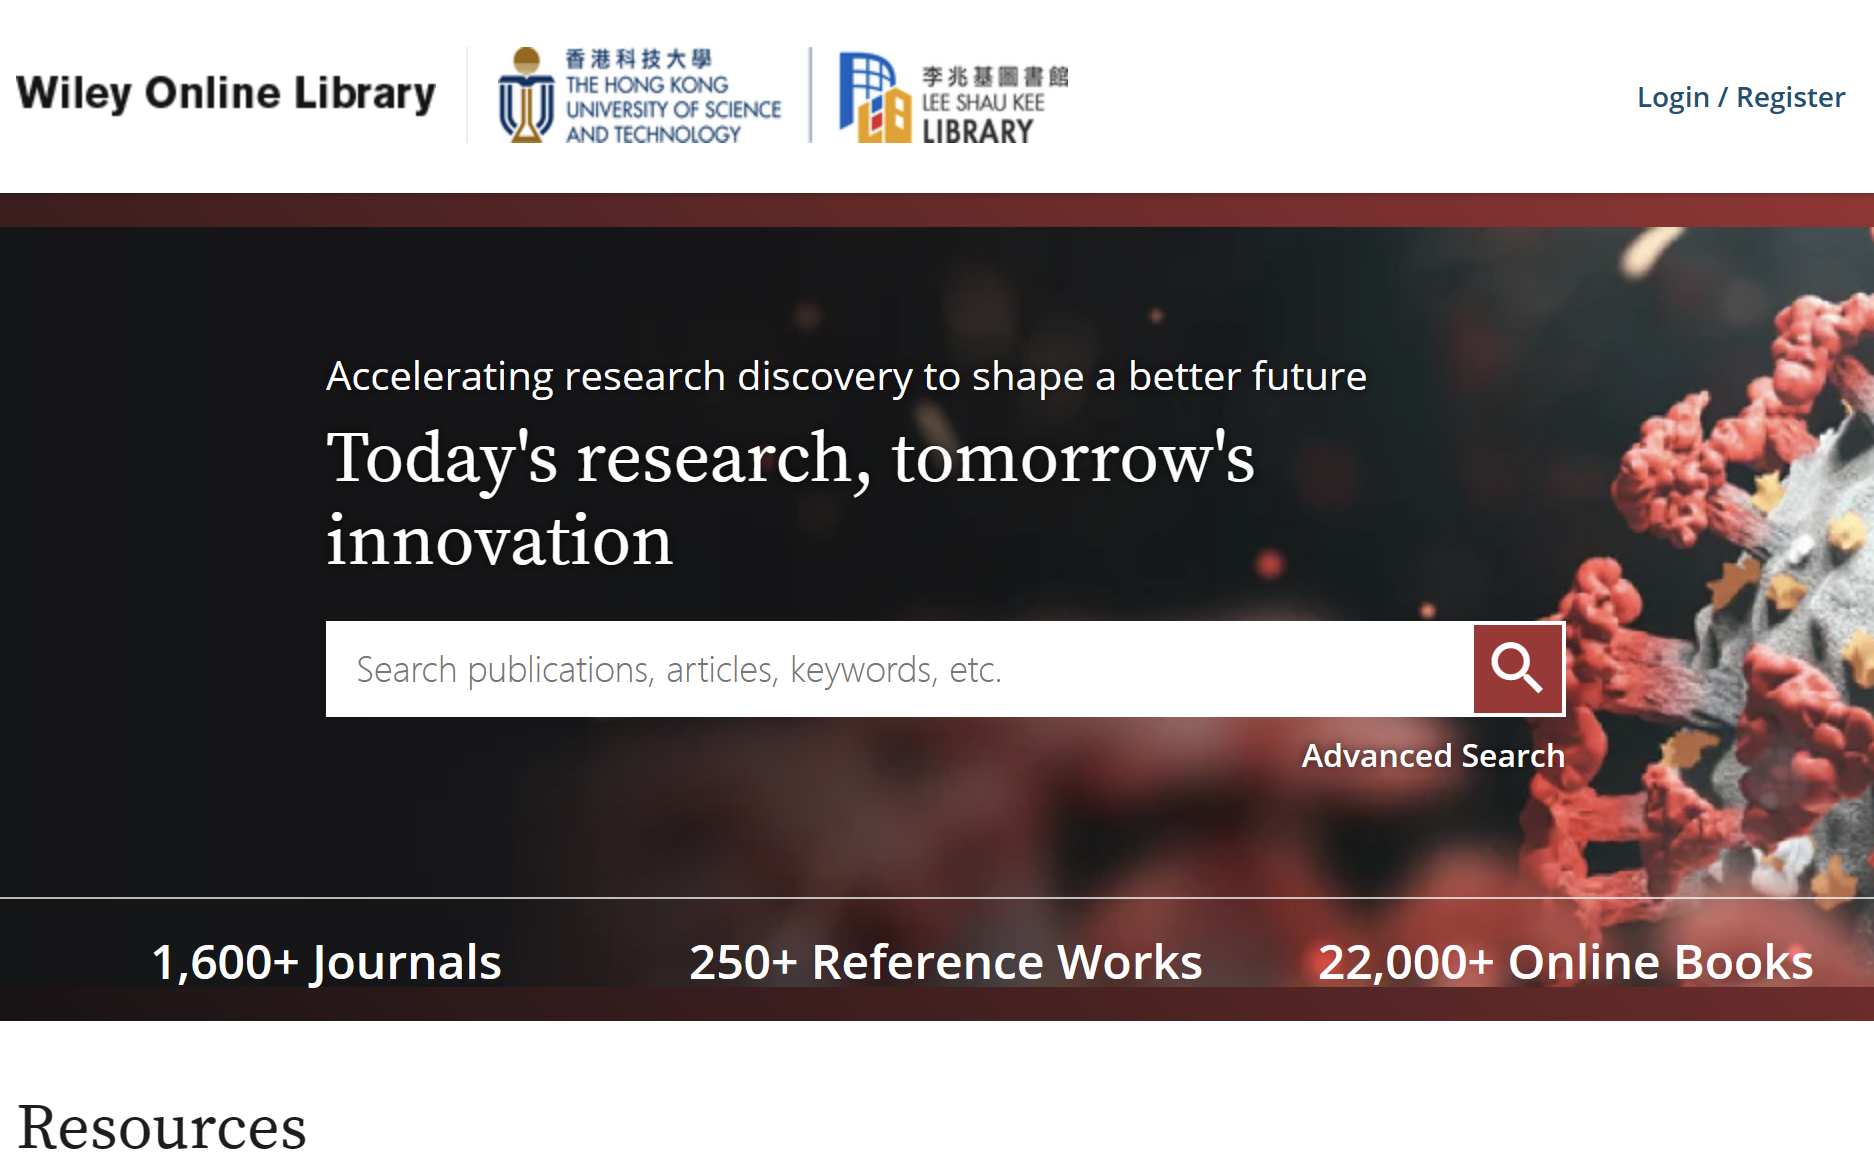 Wiley Online Library
香港科技大學
THE HONG KONG
UNIVERSITY OF SCIENCE
AND TECHNOLOGY
李兆基圖書館
LEE SHAU KEE
LIBRARY
Login / Register
Accelerating research discovery to shape a better future
Today's research, tomorrow's
innovation
Search publications, articles, keywords, etc.
Advanced Search
1,600+ Journals
250+ Reference Works
22,000+ Online Books
Resources